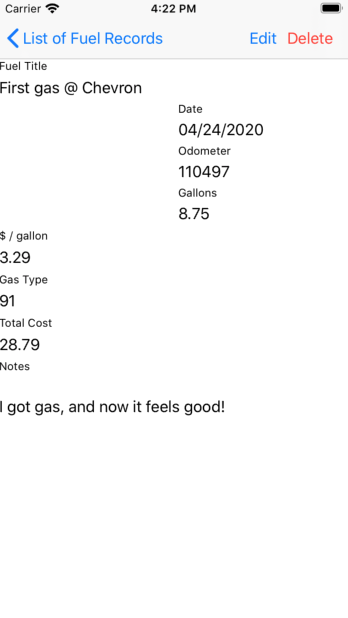 Carrier 4:22 PM
List of Fuel Records Edit Delete
Fuel Title
First gas @ Chevron
Date
04/24/2020
Odometer
110497
Gallons
8.75
$ / gallon
3.29
Gas Type
91
Total Cost
28.79
Notes
I got gas, and now it feels good!